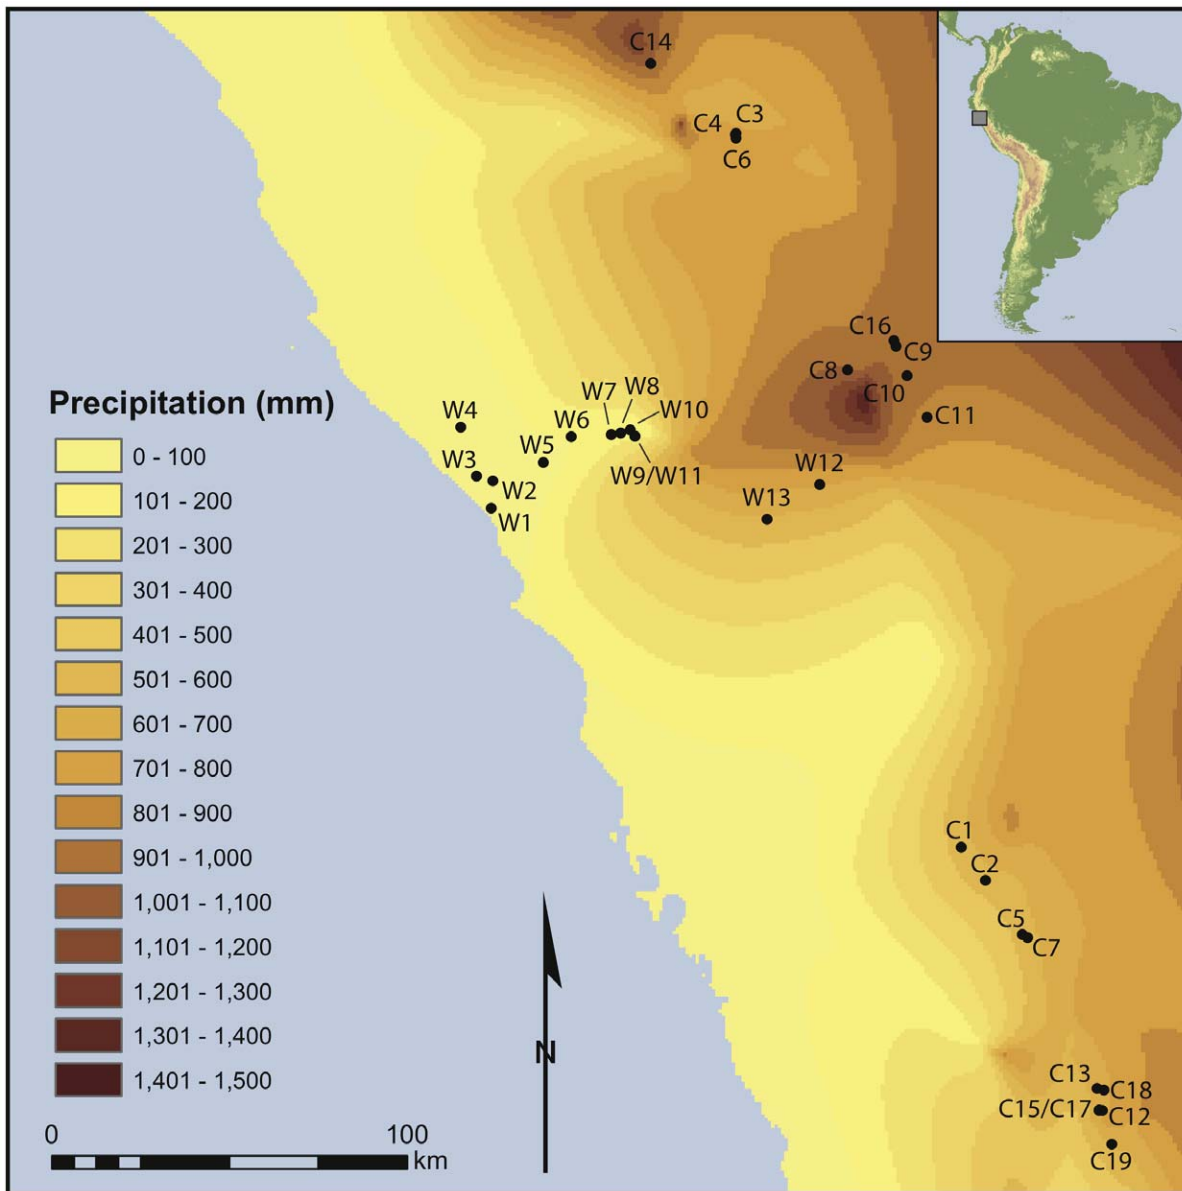 C14
C4 C3
C6
C16
C9
C8
C10
C11
Precipitation (mm)
W7 W8
W10
W4
W6
W5
W3
W2
W9/W11
W12
W13
W1
0 - 100
101 - 200
201 - 300
301 - 400
401 - 500
501 - 600
601 - 700
701 - 800
801 - 900
901 - 1,000
1,001 - 1,100
1,101 - 1,200
1,201 - 1,300
1,301 - 1,400
1,401 - 1,500
C1
C2
C5
C7
N
C13
C18
C15/C17
C12
C19
0 100
km